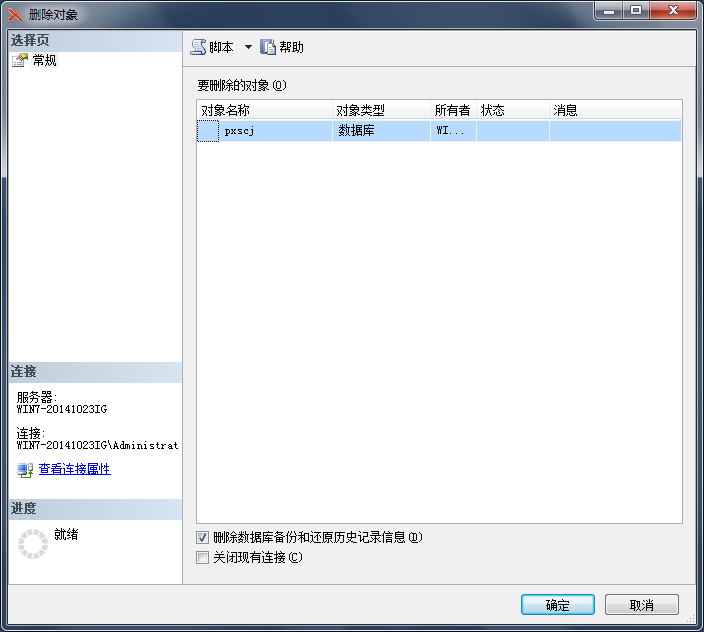 删除对象
选择页
常规
脚本
帮助
要删除的对象(O)
对象名称 对象类型 所有者 状态 消息
pxscj 数据库 WI...
连接
服务器:
WIN7-20141023IG
连接:
WIN7-20141023IG\Administrat
查看连接属性
进度
就绪
删除数据库备份和还原历史记录信息(D)
关闭现有连接(C)
确定 取消